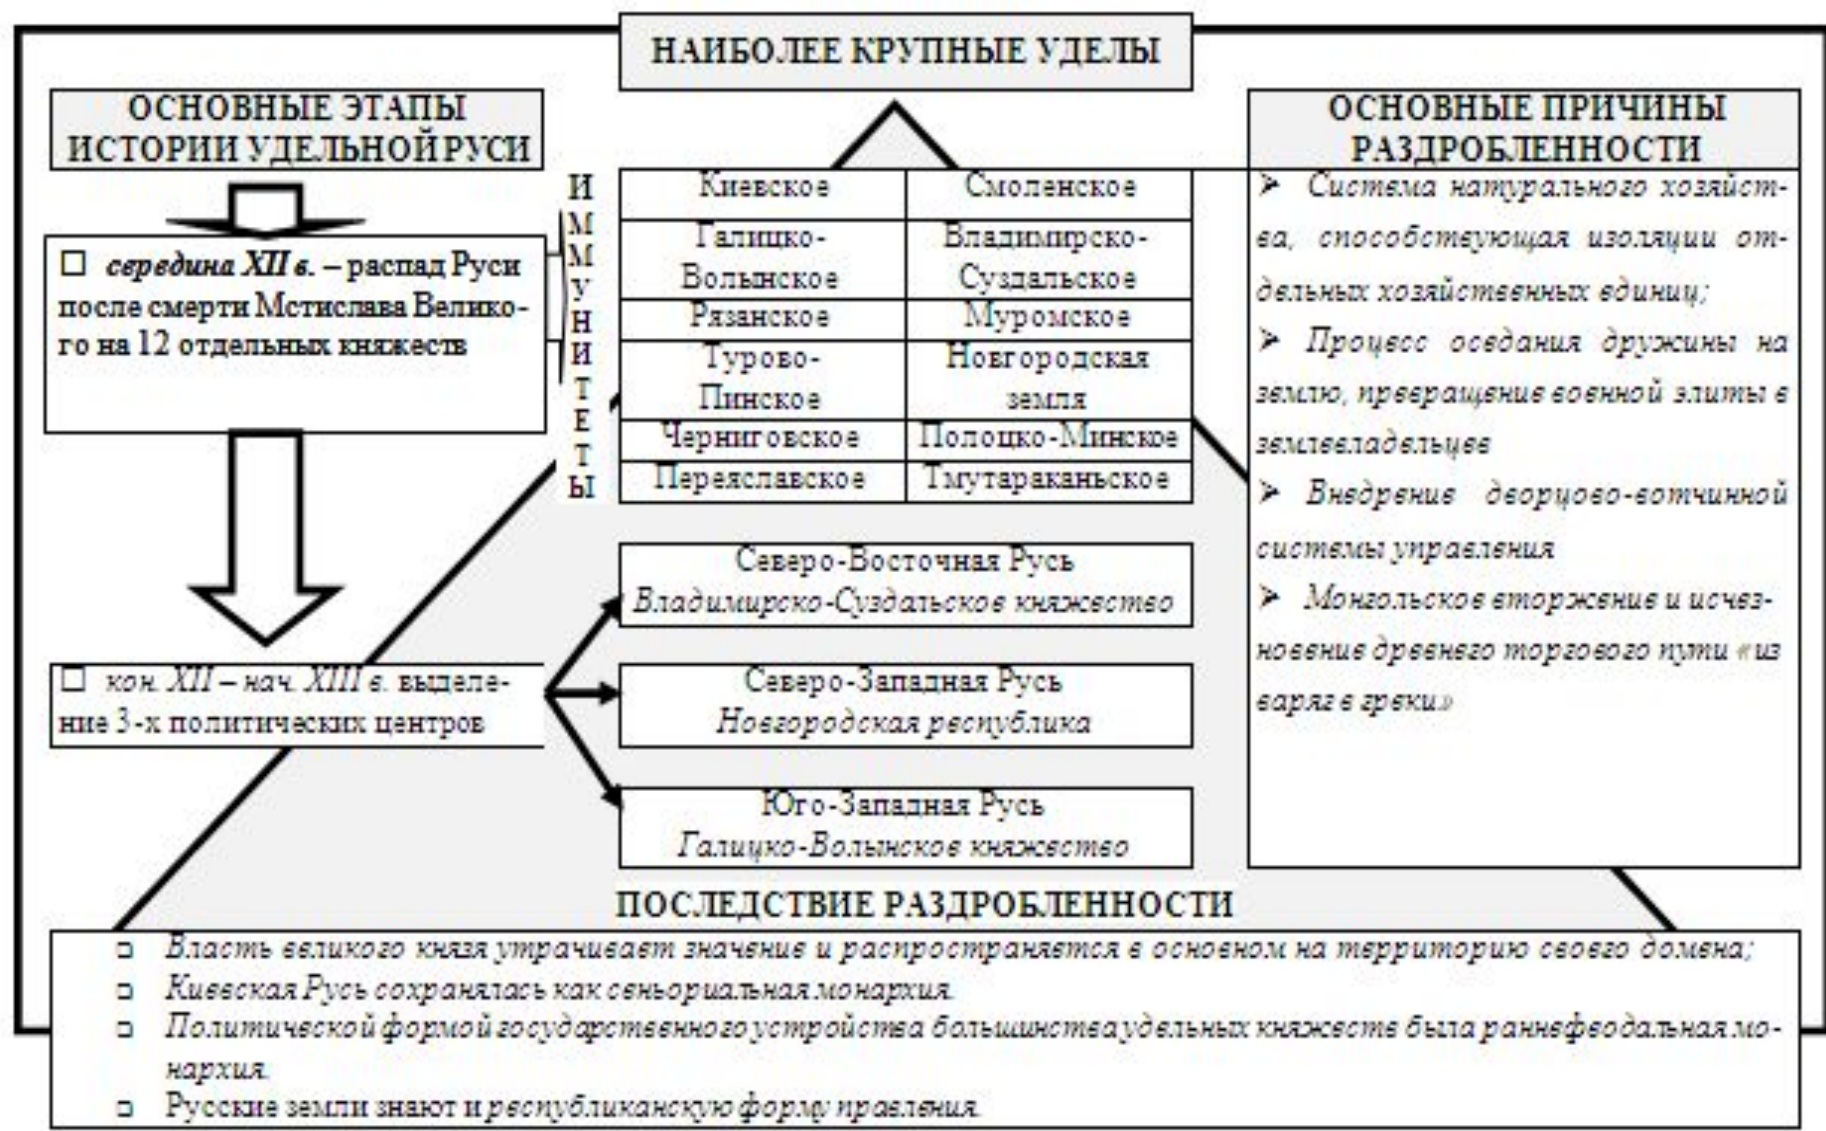 НАИБОЛЕЕ КРУПНЫЕ УДЕЛЫ
ОСНОВНЫЕ ЭТАПЫ
ИСТОРИИ УДЕЛЬНОЙ РУСИ
середина XII в. – распад Руси
после смерти Мстислава Велико-
го на 12 отдельных княжеств
кон. XII – нач. XIII в. выделе-
ние 3-х политических центров
ИММУНИТЕТЫ
Киевское Смоленское
Галицко- Владимирско-
Волынское Суздальское
Рязанское Муромское
Турово- Новгородская
Пинское земля
Черниговское Полоцко-Минское
Переяславское Тмутараканьское
Северо-Восточная Русь
Владимирско-Суздальское княжество
Северо-Западная Русь
Новгородская республика
Юго-Западная Русь
Галицко-Волынское княжество
ОСНОВНЫЕ ПРИЧИНЫ
РАЗДРОБЛЕННОСТИ
➢ Система натурального хозяйст-
ва, способствующая изоляции от-
дельных хозяйственных единиц;
➢ Процесс оседания дружины на
землю, превращение военной элиты в
землевладельцев
➢ Внедрение дворцово-вотчинной
системы управления
➢ Монгольское вторжение и исчез-
новение древнего торгового пути «из
варяг в греки»
ПОСЛЕДСТВИЕ РАЗДРОБЛЕННОСТИ
Власть великого князя утрачивает значение и распространяется в основном на территорию своего домена;
Киевская Русь сохранялась как сеньориальная монархия.
Политической формой государственного устройства большинства удельных княжеств была раннефеодальная мо-
нархия.
Русские земли знают и республиканскую форму правления.